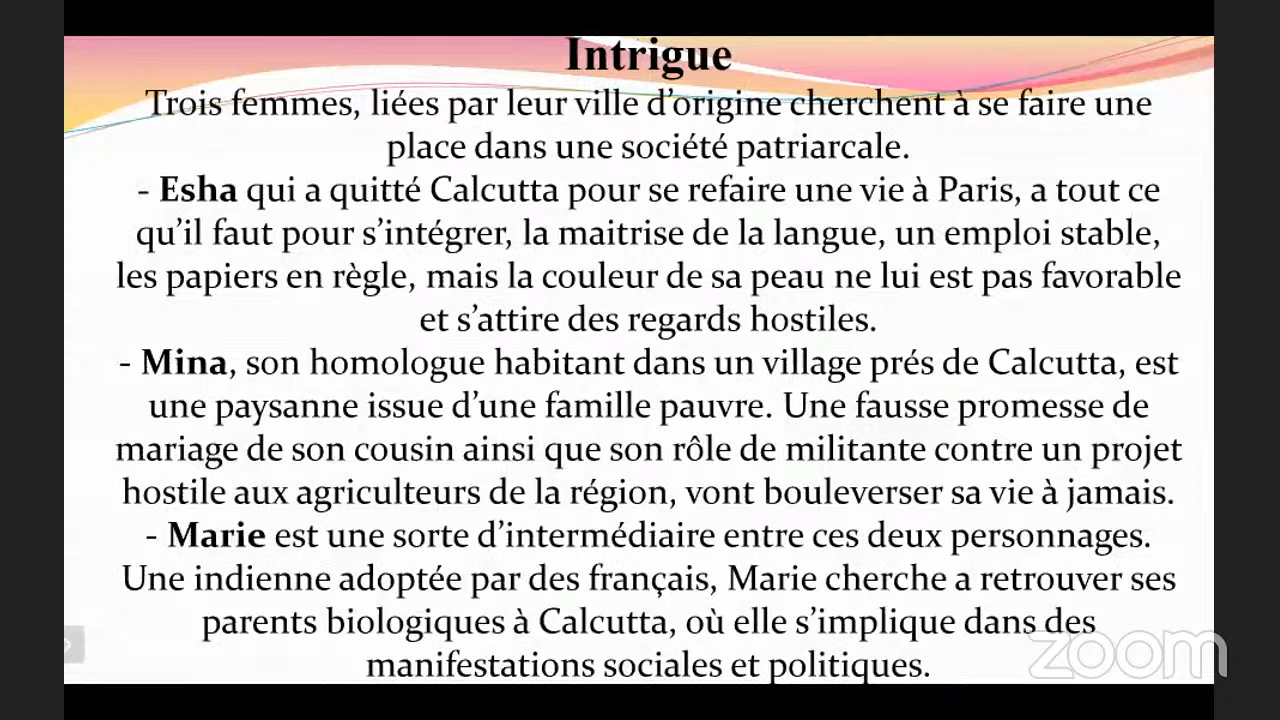 Intrigue
Trois femmes, liées par leur ville d’origine cherchent à se faire une
place dans une société patriarcale.
- Esha qui a quitté Calcutta pour se refaire une vie à Paris, a tout ce
qu’il faut pour s’intégrer, la maitrise de la langue, un emploi stable,
les papiers en règle, mais la couleur de sa peau ne lui est pas favorable
et s’attire des regards hostiles.
- Mina, son homologue habitant dans un village prés de Calcutta, est
une paysanne issue d’une famille pauvre. Une fausse promesse de
mariage de son cousin ainsi que son rôle de militante contre un projet
hostile aux agriculteurs de la région, vont bouleverser sa vie à jamais.
- Marie est une sorte d’intermédiaire entre ces deux personnages.
Une indienne adoptée par des français, Marie cherche a retrouver ses
parents biologiques à Calcutta, où elle s’implique dans des
manifestations sociales et politiques.
zoom